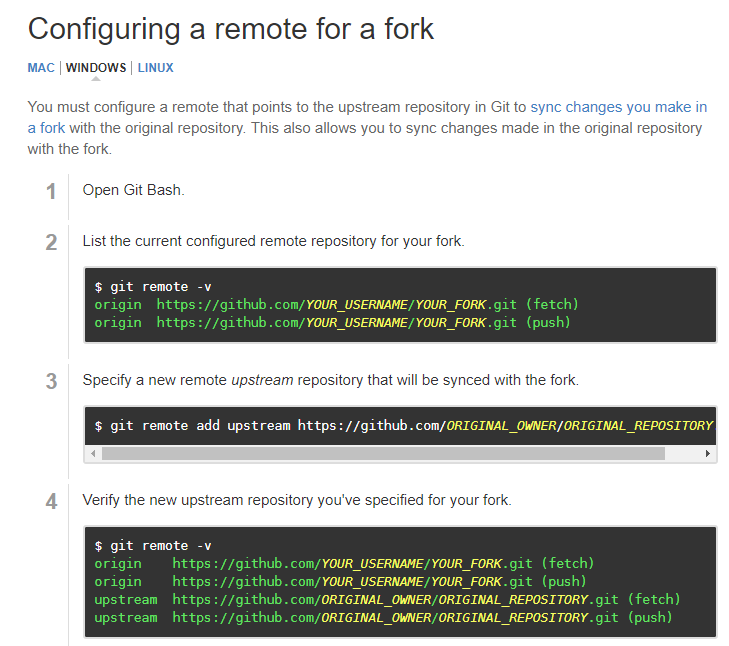 Configuring a remote for a fork
MAC | WINDOWS | LINUX
You must configure a remote that points to the upstream repository in Git to sync changes you make in
a fork with the original repository. This also allows you to sync changes made in the original repository
with the fork.
1 Open Git Bash.
2 List the current configured remote repository for your fork.
$ git remote -v
origin  https://github.com/YOUR_USERNAME/YOUR_FORK.git (fetch)
origin  https://github.com/YOUR_USERNAME/YOUR_FORK.git (push)
3 Specify a new remote upstream repository that will be synced with the fork.
$ git remote add upstream https://github.com/ORIGINAL_OWNER/ORIGINAL_REPOSITORY
4 Verify the new upstream repository you've specified for your fork.
$ git remote -v
origin    https://github.com/YOUR_USERNAME/YOUR_FORK.git (fetch)
origin    https://github.com/YOUR_USERNAME/YOUR_FORK.git (push)
upstream  https://github.com/ORIGINAL_OWNER/ORIGINAL_REPOSITORY.git (fetch)
upstream  https://github.com/ORIGINAL_OWNER/ORIGINAL_REPOSITORY.git (push)